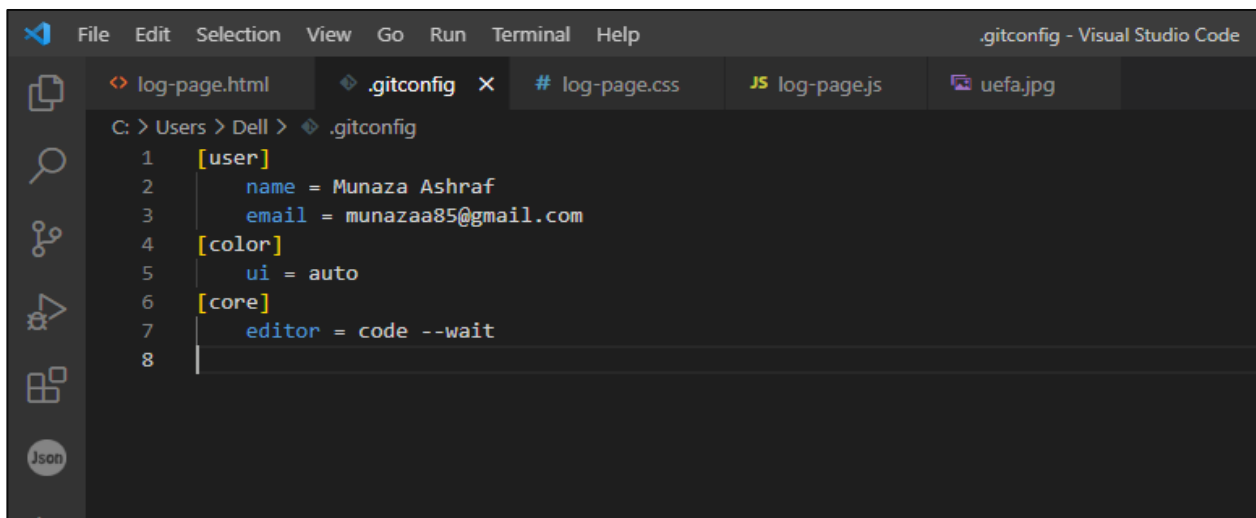 File Edit Selection View Go Run Terminal Help .gitconfig - Visual Studio Code
<> log-page.html .gitconfig × # log-page.css JS log-page.js uefa.jpg
C: > Users > Dell > .gitconfig
1 [user]
2 name = Munaza Ashraf
3 email = munazaa85@gmail.com
4 [color]
5 ui = auto
6 [core]
7 editor = code --wait
8
Json